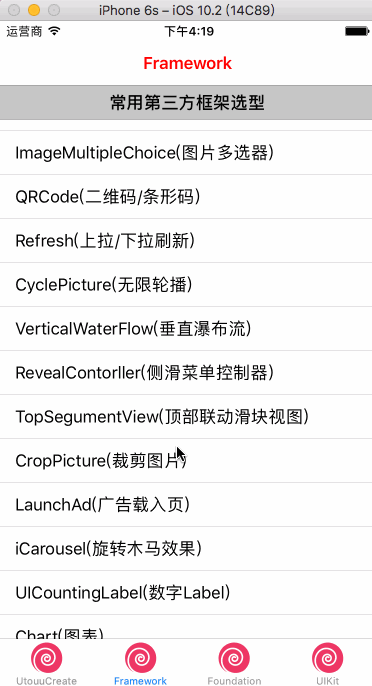 iPhone 6s – iOS 10.2 (14C89)
运营商 下午4:19
Framework
常用第三方框架选型
ImageMultipleChoice(图片多选器)
QRCode(二维码/条形码)
Refresh(上拉/下拉刷新)
CyclePicture(无限轮播)
VerticalWaterFlow(垂直瀑布流)
RevealContorller(侧滑菜单控制器)
TopSegumentView(顶部联动滑块视图)
CropPicture(裁剪图片)
LaunchAd(广告载入页)
iCarousel(旋转木马效果)
UICountingLabel(数字Label)
Chart(图表)
UtouuCreate Framework Foundation UIKit